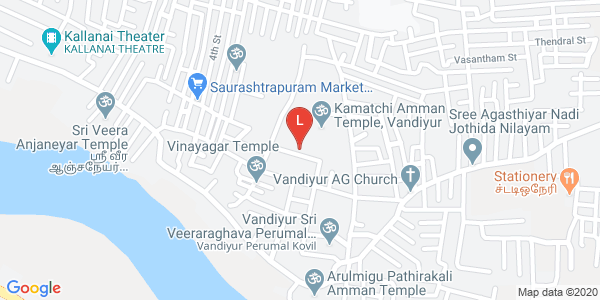 Kallanai Theater
KALLANAI THEATRE
4th St
Thendral St
Vasantham St
Saurashtrapuram Market...
L
Kamatchi Amman
Temple, Vandiyur
Sree Agasthiyar Nadi
Jothida Nilayam
Sri Veera
Anjaneyar Temple
ஸ்ரீ வீர
ஆஞ்சநேயர்...
Vinayagar Temple
Vandiyur AG Church
Stationery
ச்டடிஒநேரி
Vandiyur Sri
Veeraraghava Perumal...
Vandiyur Perumal Kovil
Arulmigu Pathirakali
Amman Temple
Google
Map data ©2020